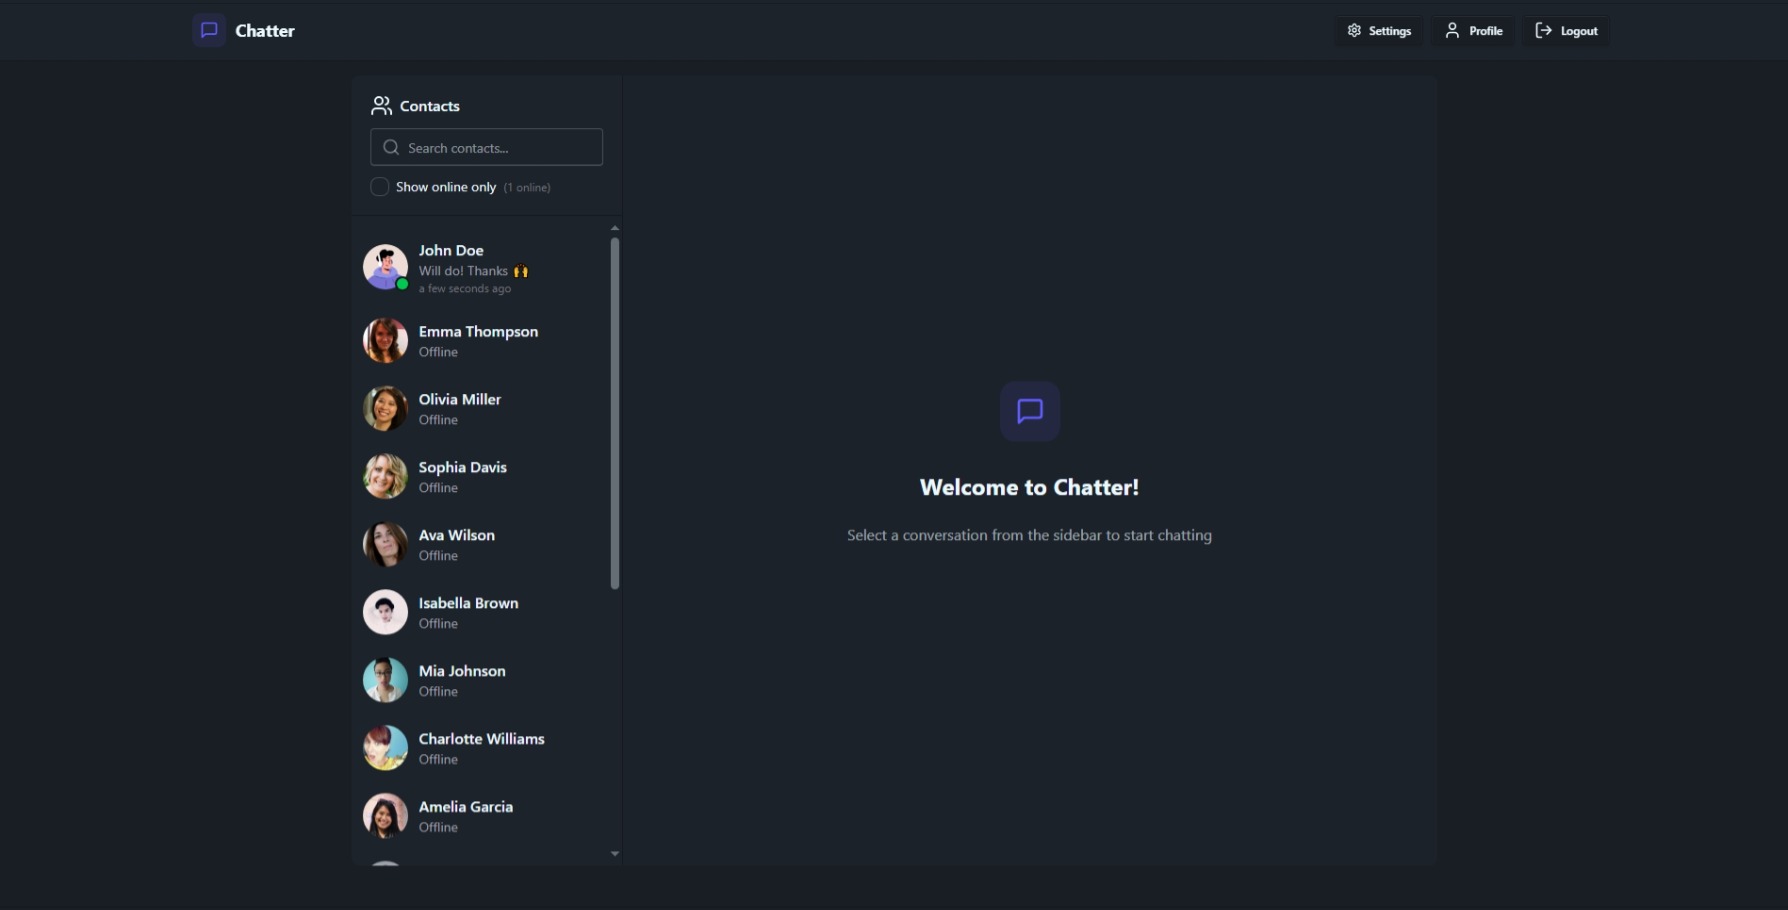 Chatter
Settings
Profile
Logout
Contacts
Search contacts...
Show online only (1 online)
John Doe
Will do! Thanks 🙌
a few seconds ago
Emma Thompson
Offline
Olivia Miller
Offline
Sophia Davis
Offline
Ava Wilson
Offline
Isabella Brown
Offline
Mia Johnson
Offline
Charlotte Williams
Offline
Amelia Garcia
Offline
Welcome to Chatter!
Select a conversation from the sidebar to start chatting